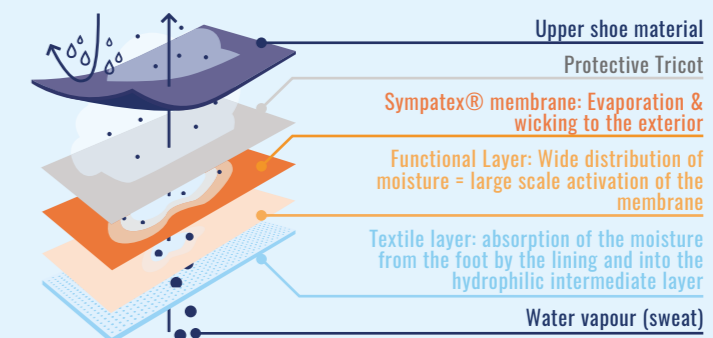 Upper shoe material
Protective Tricot
Sympatex® membrane: Evaporation &
wicking to the exterior
Functional Layer: Wide distribution of
moisture = large scale activation of the
membrane
Textile layer: absorption of the moisture
from the foot by the lining and into the
hydrophilic intermediate layer
Water vapour (sweat)